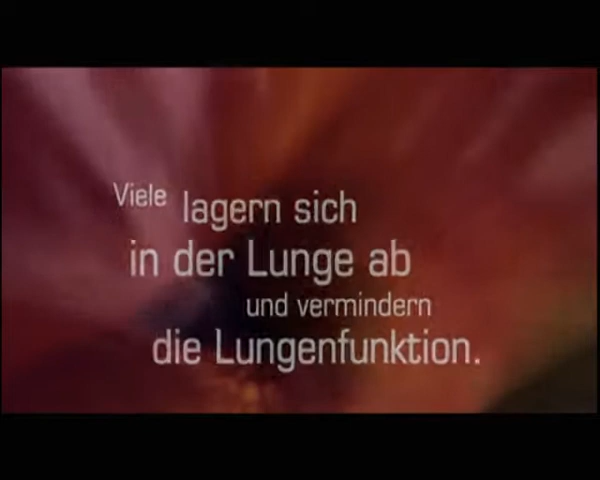 Viele lagern sich
in der Lunge ab
und vermindern
die Lungenfunktion.